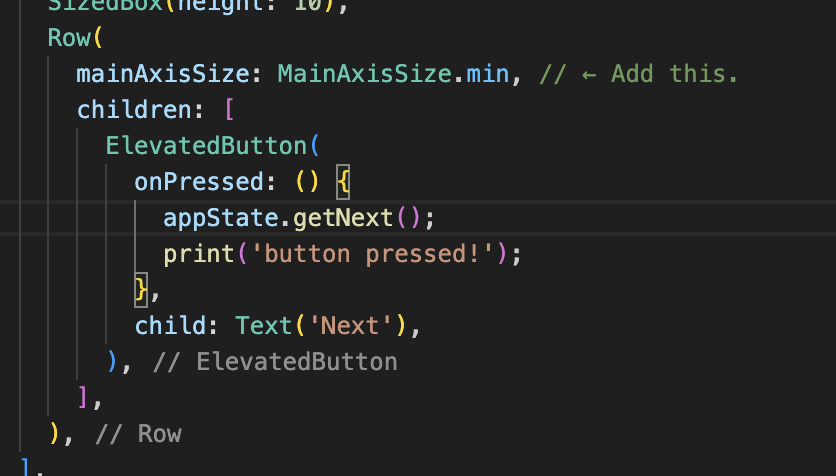 SizedBox(height: 10),
Row(
mainAxisSize: MainAxisSize.min, // ← Add this.
children: [
ElevatedButton(
onPressed: () {
appState.getNext();
print('button pressed!');
},
child: Text('Next'),
), // ElevatedButton
],
), // Row
],